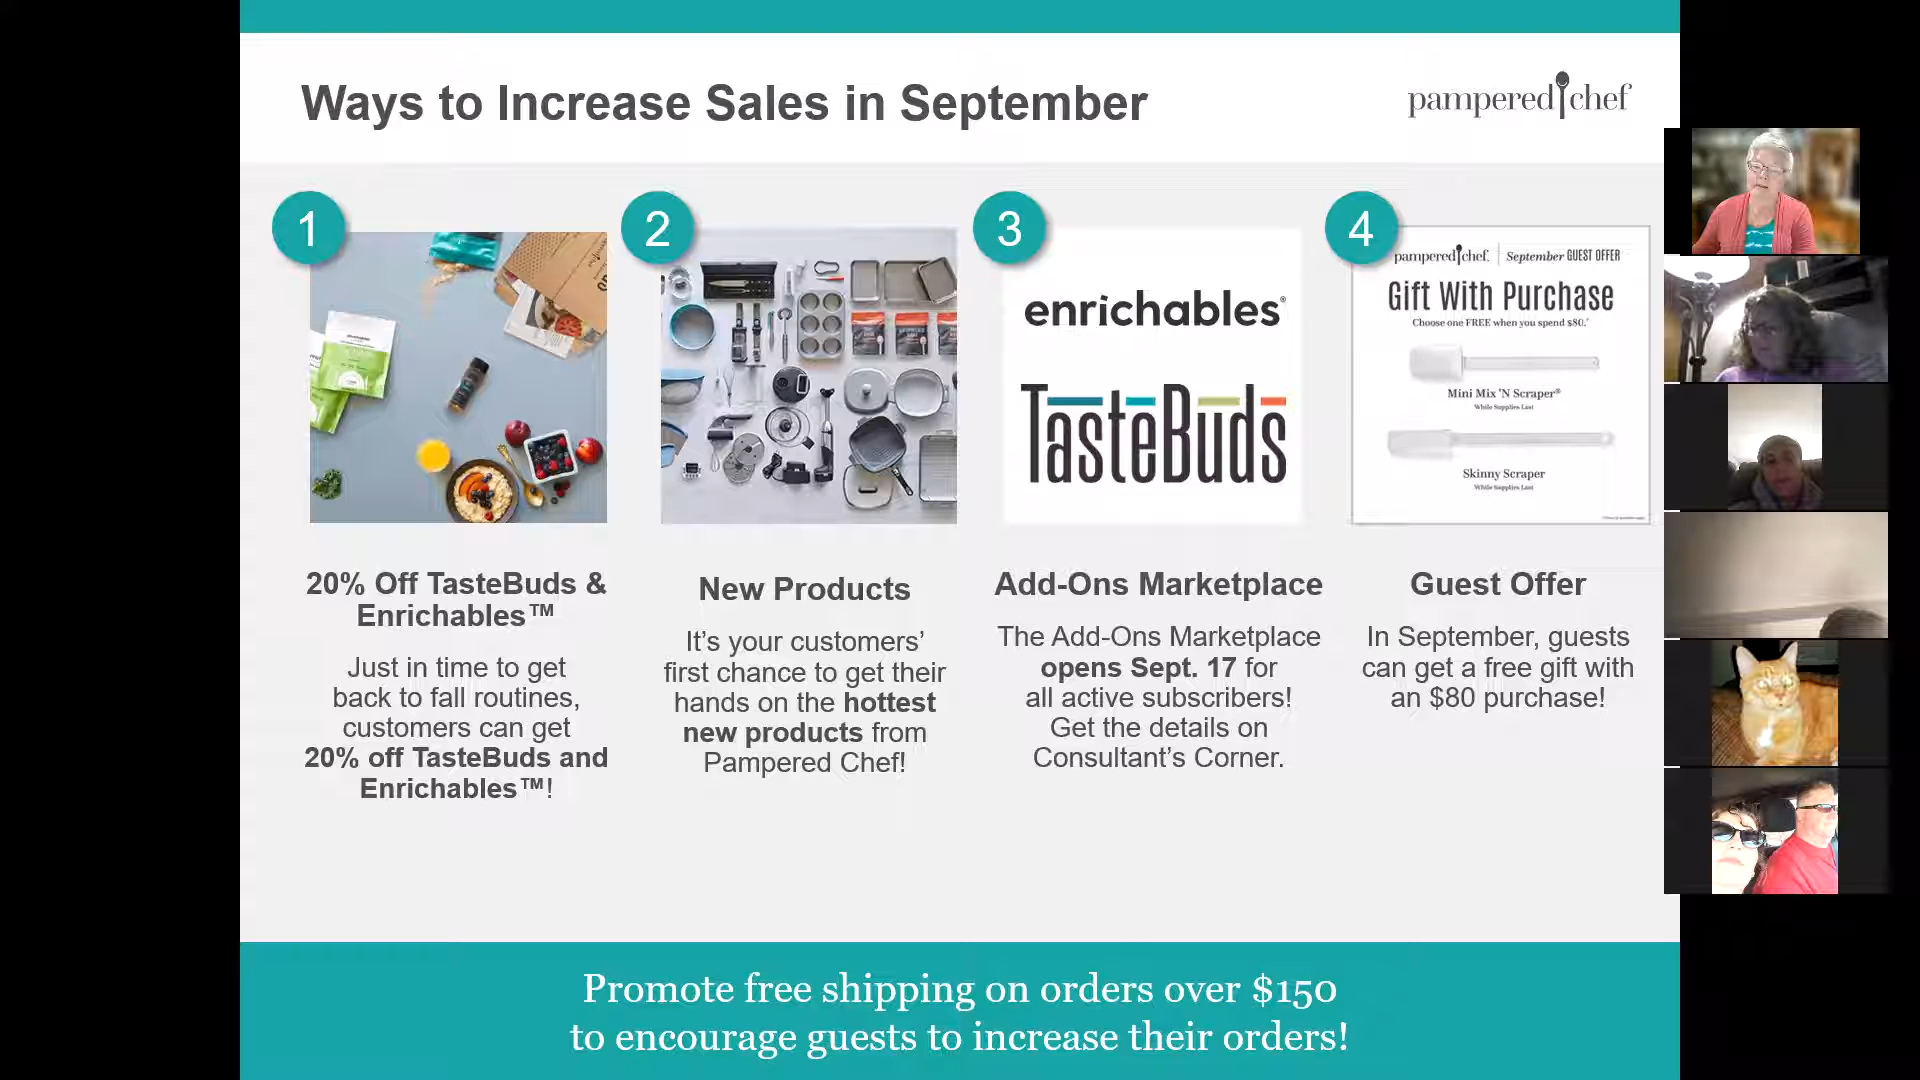 Ways to Increase Sales in September
pampered chef
1
2
3
4
enrichables®
TasteBuds
pampered chef. | September GUEST OFFER
Gift With Purchase
Choose one FREE when you spend $80.*
Mini Mix 'N Scraper®
While Supplies Last
Skinny Scraper
While Supplies Last
20% Off TasteBuds &
Enrichables™
Just in time to get
back to fall routines,
customers can get
20% off TasteBuds and
Enrichables™!
New Products
It's your customers'
first chance to get their
hands on the hottest
new products from
Pampered Chef!
Add-Ons Marketplace
The Add-Ons Marketplace
opens Sept. 17 for
all active subscribers!
Get the details on
Consultant's Corner.
Guest Offer
In September, guests
can get a free gift with
an $80 purchase!
Promote free shipping on orders over $150
to encourage guests to increase their orders!